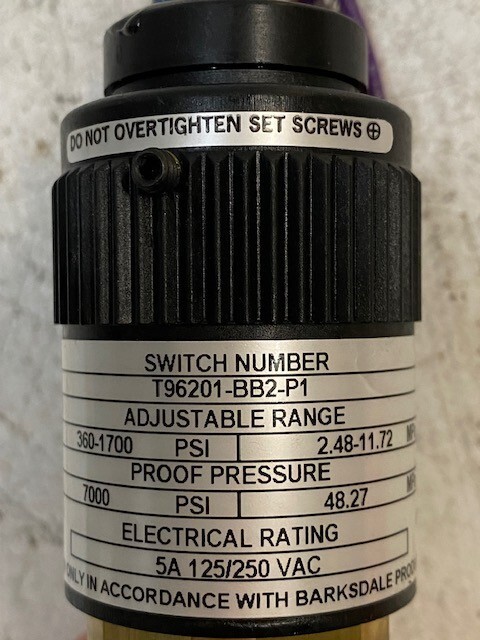 DO NOT OVERTIGHTEN SET SCREWS ⊕
SWITCH NUMBER
T96201-BB2-P1
ADJUSTABLE RANGE
360-1700 PSI 2.48-11.72
PROOF PRESSURE
7000 PSI 48.27
ELECTRICAL RATING
5A 125/250 VAC
ONLY IN ACCORDANCE WITH BARKSDALE